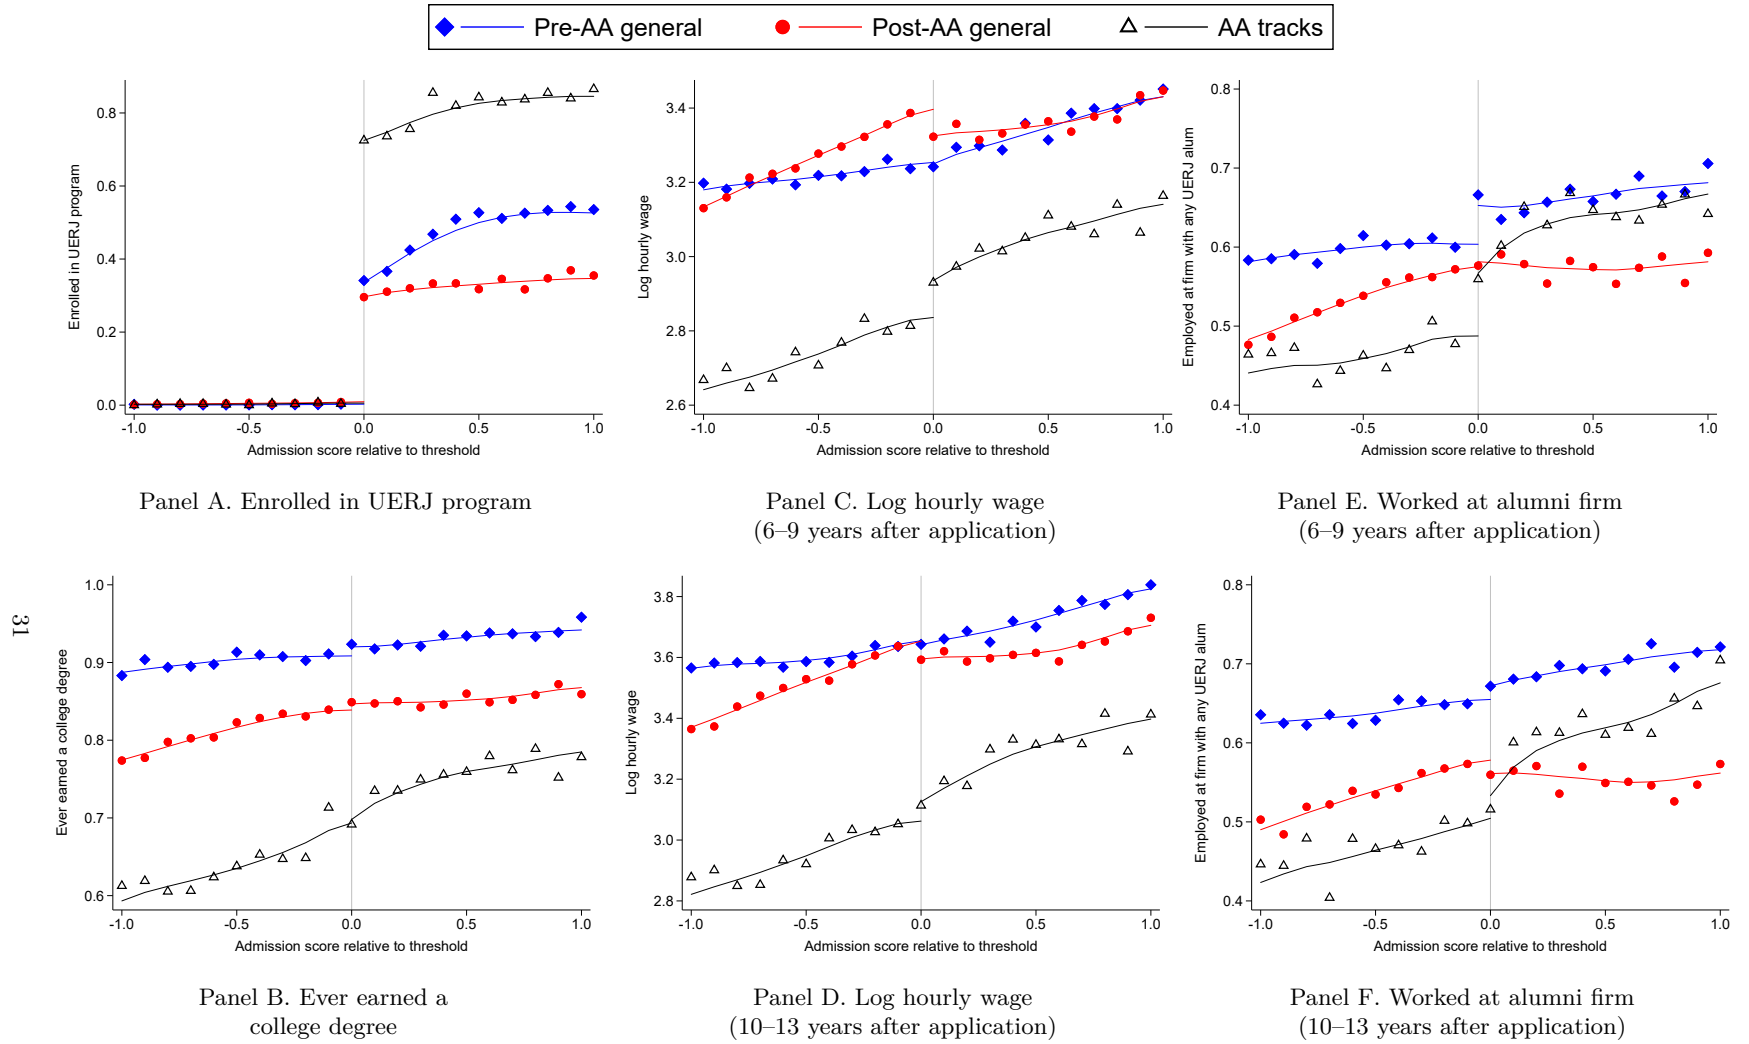 Pre-AA general Post-AA general AA tracks
Enrolled in UERJ program
0.8
0.6
0.4
0.2
0.0
-1.0 -0.5 0.0 0.5 1.0
Admission score relative to threshold
Panel A. Enrolled in UERJ program
Log hourly wage
3.4
3.2
3.0
2.8
2.6
-1.0 -0.5 0.0 0.5 1.0
Admission score relative to threshold
Panel C. Log hourly wage
(6–9 years after application)
Employed at firm with any UERJ alum
0.8
0.7
0.6
0.5
0.4
-1.0 -0.5 0.0 0.5 1.0
Admission score relative to threshold
Panel E. Worked at alumni firm
(6–9 years after application)
31
Ever earned a college degree
1.0
0.9
0.8
0.7
0.6
-1.0 -0.5 0.0 0.5 1.0
Admission score relative to threshold
Panel B. Ever earned a
college degree
Log hourly wage
3.8
3.6
3.4
3.2
3.0
2.8
-1.0 -0.5 0.0 0.5 1.0
Admission score relative to threshold
Panel D. Log hourly wage
(10–13 years after application)
Employed at firm with any UERJ alum
0.8
0.7
0.6
0.5
0.4
-1.0 -0.5 0.0 0.5 1.0
Admission score relative to threshold
Panel F. Worked at alumni firm
(10–13 years after application)